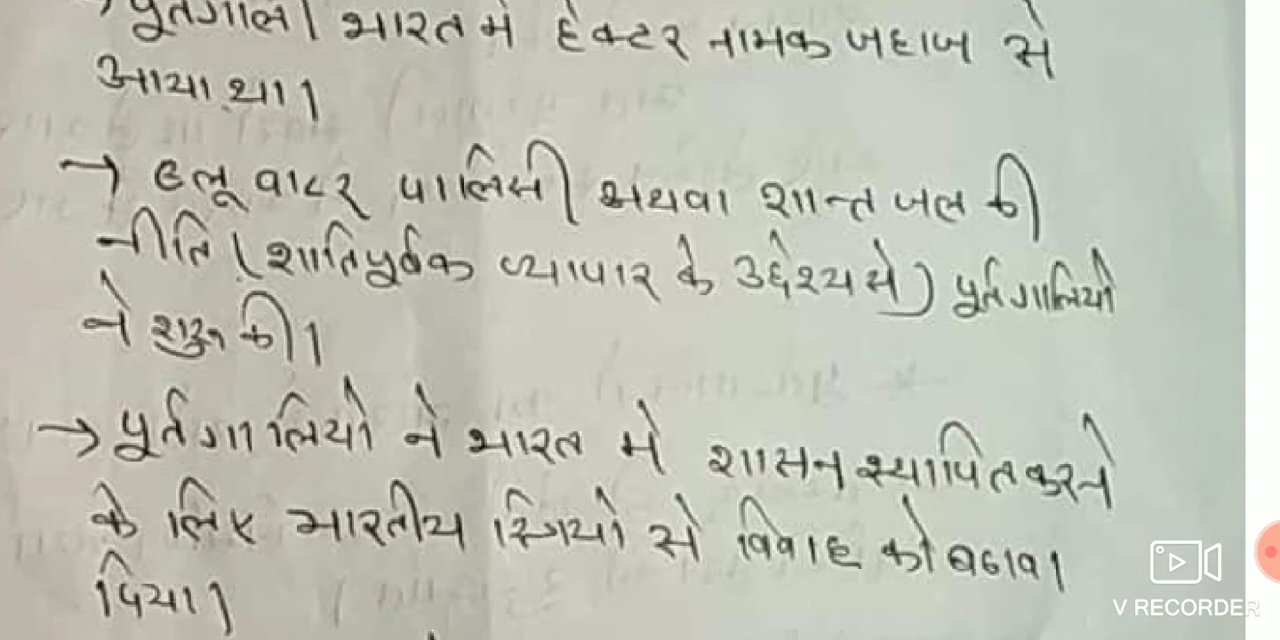 → पुर्तगाली भारत मे हेक्टर नामक जहाज से
आया था।
→ ब्लू वाटर पालिसी अथवा शान्त जल की
नीति (शातिपूर्वक व्यापार के उद्देश्य से) पुर्तगालियो
ने शुरू की।
→ पुर्तगालियो ने भारत मे शासन स्थापित करने
के लिए भारतीय स्त्रियो से विवाह को बढावा
दिया।
V RECORDER